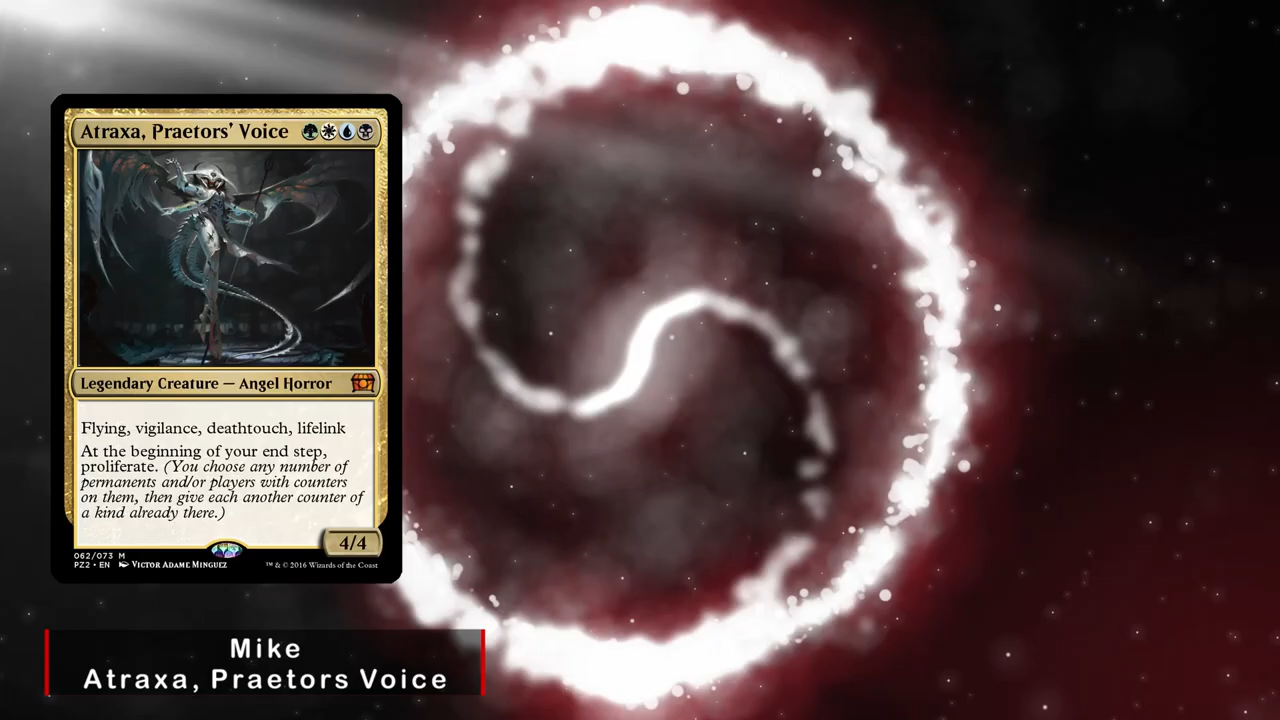 Atraxa, Praetors' Voice
Legendary Creature — Angel Horror
Flying, vigilance, deathtouch, lifelink
At the beginning of your end step,
proliferate. (You choose any number of
permanents and/or players with counters
on them, then give each another counter of
a kind already there.)
4/4
062/073 M
PZ2 • EN Victor Adame Minguez
™ & © 2016 Wizards of the Coast
Mike
Atraxa, Praetors Voice